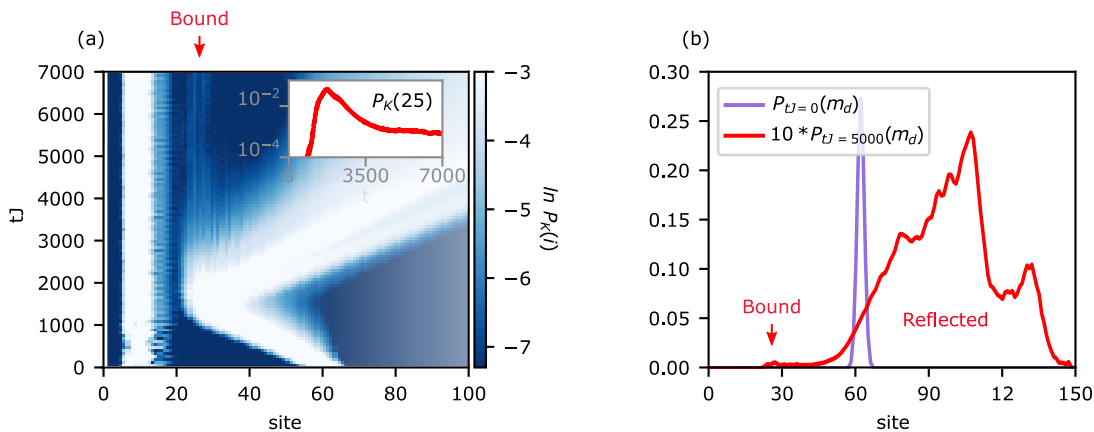 Bound
(a)
7000
6000
5000
4000
3000
2000
1000
0
tJ
0 20 40 60 80 100
site
P_K(25)
10^{-2}
10^{-4}
0 3500 7000
t
−3
−4
−5
−6
−7
ln P_K(i)
(b)
0.30
0.25
0.20
0.15
0.10
0.05
0.00
P_{tJ=0}(m_d)
10 * P_{tJ=5000}(m_d)
Bound
Reflected
0 30 60 90 120 150
site